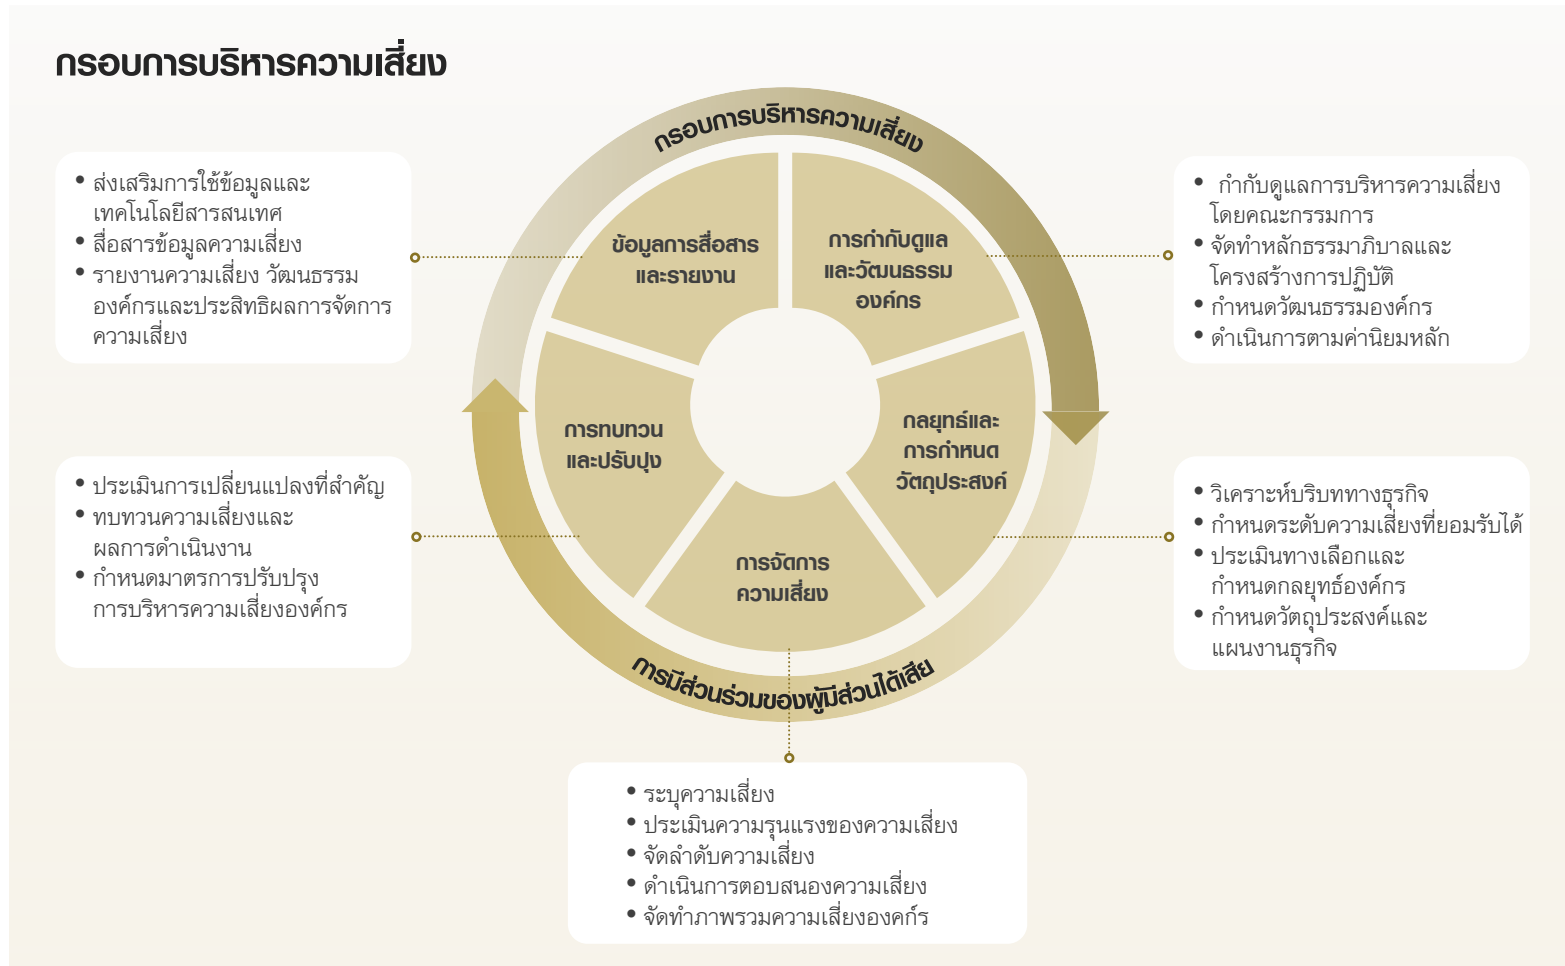 กรอบการบริหารความเสี่ยง
กรอบการบริหารความเสี่ยง
• ส่งเสริมการใช้ข้อมูลและ
เทคโนโลยีสารสนเทศ
• สื่อสารข้อมูลความเสี่ยง
• รายงานความเสี่ยง วัฒนธรรม
องค์กรและประสิทธิผลการจัดการ
ความเสี่ยง
ข้อมูลการสื่อสาร
และรายงาน
การกำกับดูแล
และวัฒนธรรม
องค์กร
• กำกับดูแลการบริหารความเสี่ยง
โดยคณะกรรมการ
• จัดทำหลักธรรมาภิบาลและ
โครงสร้างการปฏิบัติ
• กำหนดวัฒนธรรมองค์กร
• ดำเนินการตามค่านิยมหลัก
• ประเมินการเปลี่ยนแปลงที่สำคัญ
• ทบทวนความเสี่ยงและ
ผลการดำเนินงาน
• กำหนดมาตรการปรับปรุง
การบริหารความเสี่ยงองค์กร
การทบทวน
และปรับปุง
กลยุทธ์และ
การกำหนด
วัตถุประสงค์
• วิเคราะห์บริบททางธุรกิจ
• กำหนดระดับความเสี่ยงที่ยอมรับได้
• ประเมินทางเลือกและ
กำหนดกลยุทธ์องค์กร
• กำหนดวัตถุประสงค์และ
แผนงานธุรกิจ
การจัดการ
ความเสี่ยง
การมีส่วนร่วมของผู้มีส่วนได้เสีย
• ระบุความเสี่ยง
• ประเมินความรุนแรงของความเสี่ยง
• จัดลำดับความเสี่ยง
• ดำเนินการตอบสนองความเสี่ยง
• จัดทำภาพรวมความเสี่ยงองคก์ร